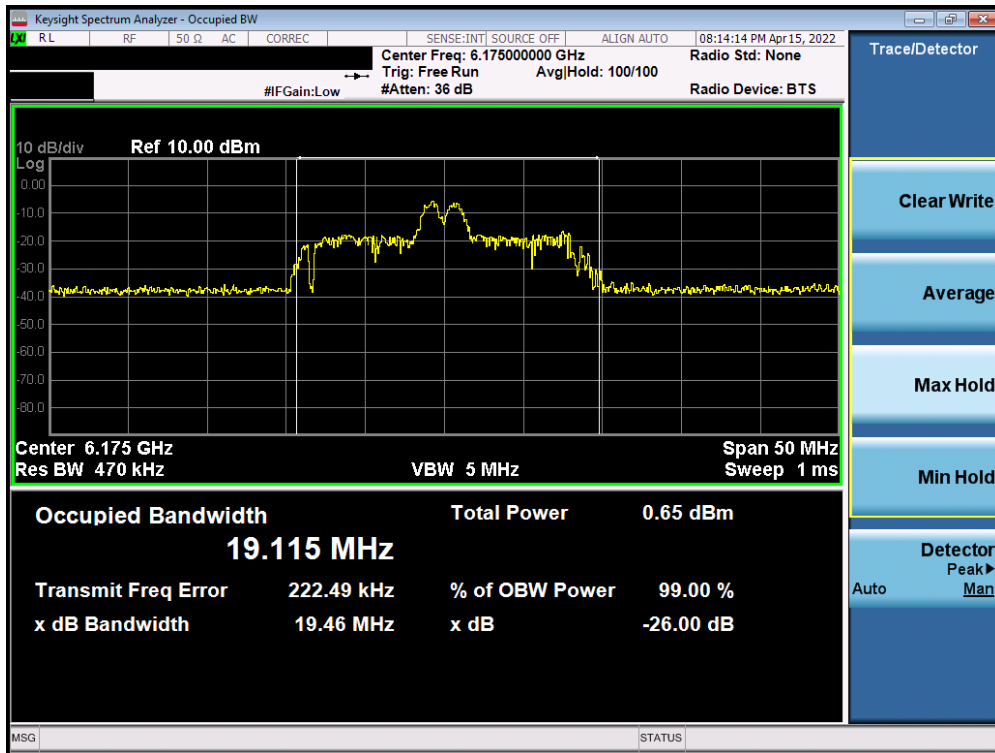 Keysight Spectrum Analyzer - Occupied BW
LXI RL RF 50 Ω AC CORREC SENSE:INT SOURCE OFF ALIGN AUTO 08:14:14 PM Apr 15, 2022
Center Freq: 6.175000000 GHz Radio Std: None
Trig: Free Run Avg|Hold: 100/100
#IFGain:Low #Atten: 36 dB Radio Device: BTS
Trace/Detector
10 dB/div Ref 10.00 dBm
Log
0.00
-10.0
-20.0
-30.0
-40.0
-50.0
-60.0
-70.0
-80.0
Center 6.175 GHz Span 50 MHz
Res BW 470 kHz VBW 5 MHz Sweep 1 ms
Occupied Bandwidth Total Power 0.65 dBm
19.115 MHz
Transmit Freq Error 222.49 kHz % of OBW Power 99.00 %
x dB Bandwidth 19.46 MHz x dB -26.00 dB
Clear Write
Average
Max Hold
Min Hold
Detector
Peak▶
Auto Man
MSG STATUS